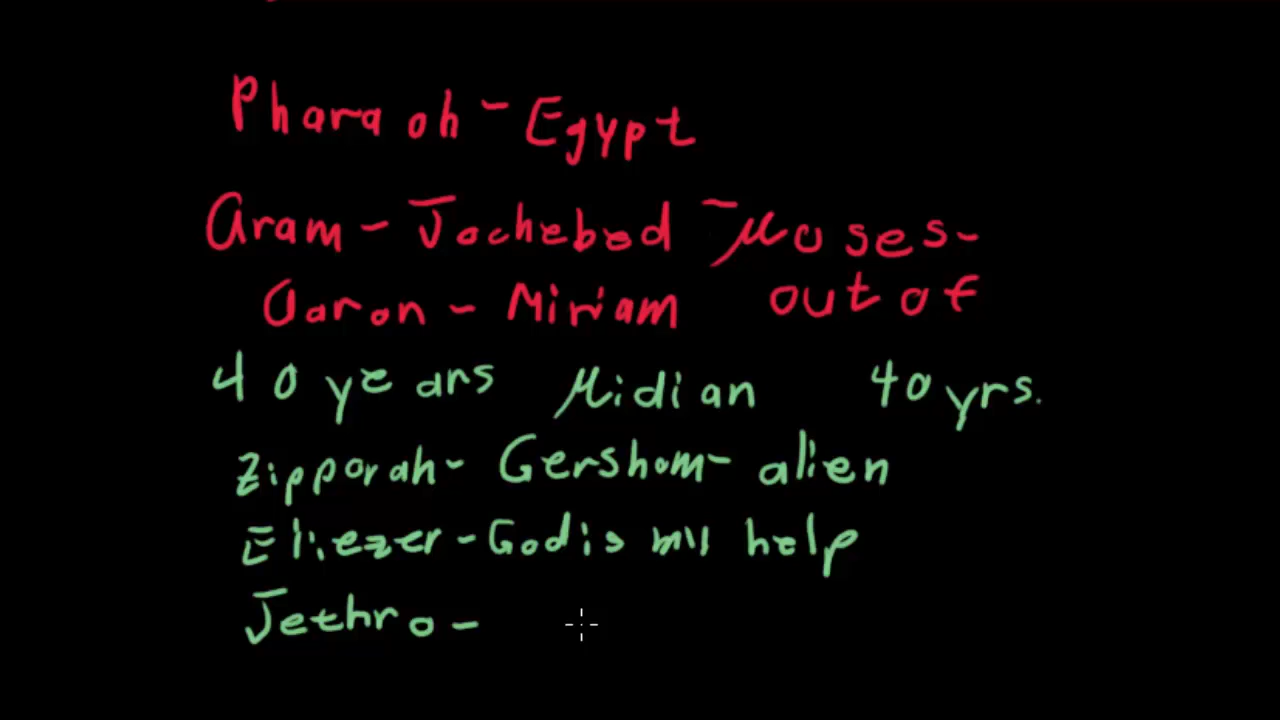 Pharaoh - Egypt
Aram - Jochebed - Moses -
Aaron - Miriam out of
40 years Midian 40 yrs.
Zipporah - Gershom - alien
Eliezer - God is my help
Jethro -